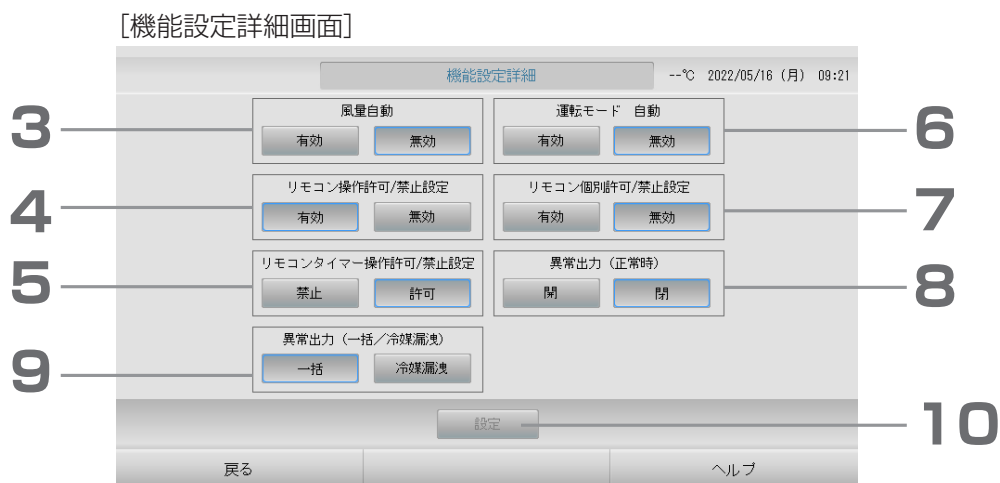 [機能設定詳細画面]
機能設定詳細 --℃ 2022/05/16 (月) 09:21
3 風量自動
有効 無効
運転モード 自動 6
有効 無効
4 リモコン操作許可/禁止設定
有効 無効
リモコン個別許可/禁止設定 7
有効 無効
5 リモコンタイマー操作許可/禁止設定
禁止 許可
異常出力 (正常時) 8
開 閉
9 異常出力 (一括/冷媒漏洩)
一括 冷媒漏洩
設定 10
戻る ヘルプ